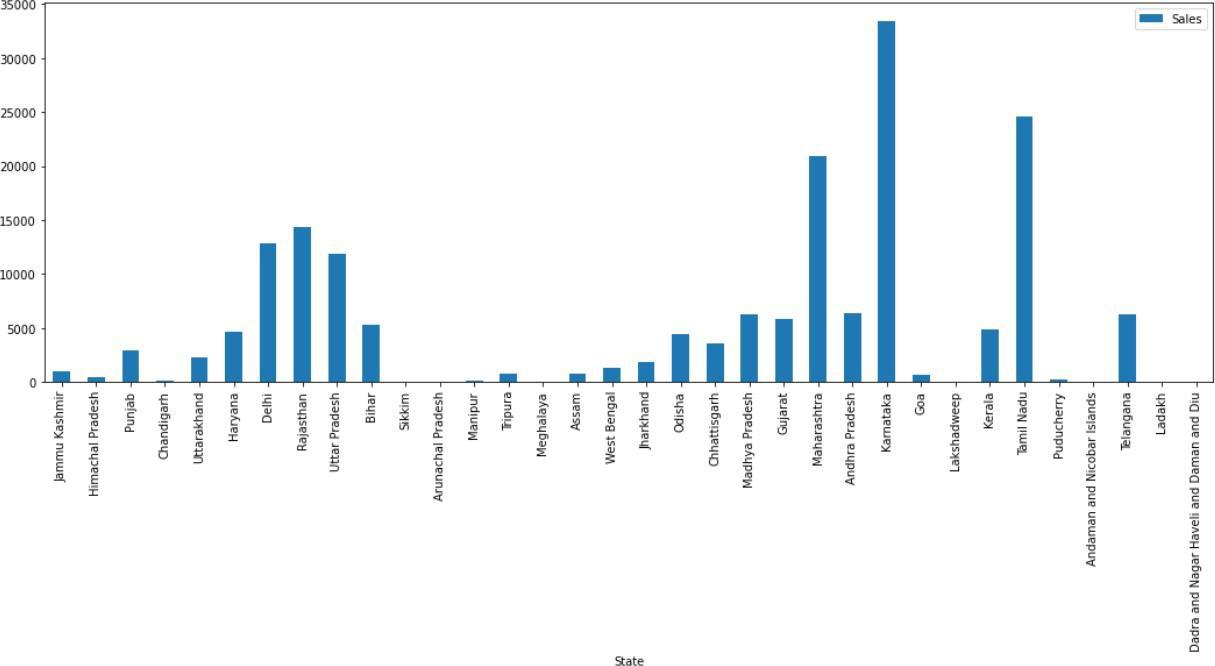 35000
30000
25000
20000
15000
10000
5000
0
Sales
Jammu Kashmir
Himachal Pradesh
Punjab
Chandigarh
Uttarakhand
Haryana
Delhi
Rajasthan
Uttar Pradesh
Bihar
Sikkim
Arunachal Pradesh
Manipur
Tripura
Meghalaya
Assam
West Bengal
Jharkhand
Odisha
Chhattisgarh
Madhya Pradesh
Gujarat
Maharashtra
Andhra Pradesh
Karnataka
Goa
Lakshadweep
Kerala
Tamil Nadu
Puducherry
Andaman and Nicobar Islands
Telangana
Ladakh
Dadra and Nagar Haveli and Daman and Diu
State